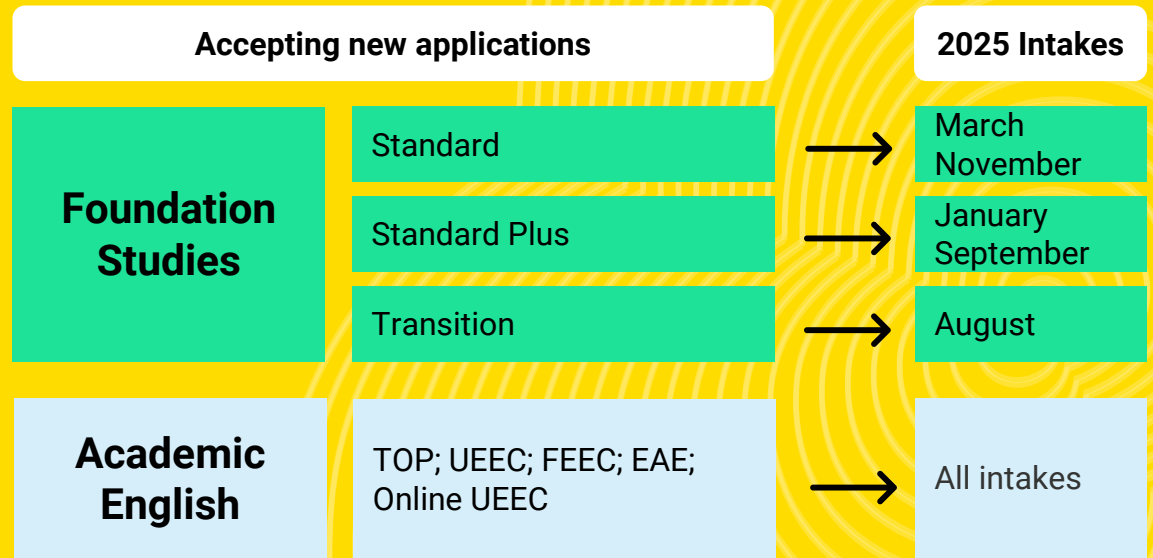 Accepting new applications
2025 Intakes
Foundation
Studies
Standard
March
November
Standard Plus
January
September
Transition
August
Academic
English
TOP; UEEC; FEEC; EAE;
Online UEEC
All intakes